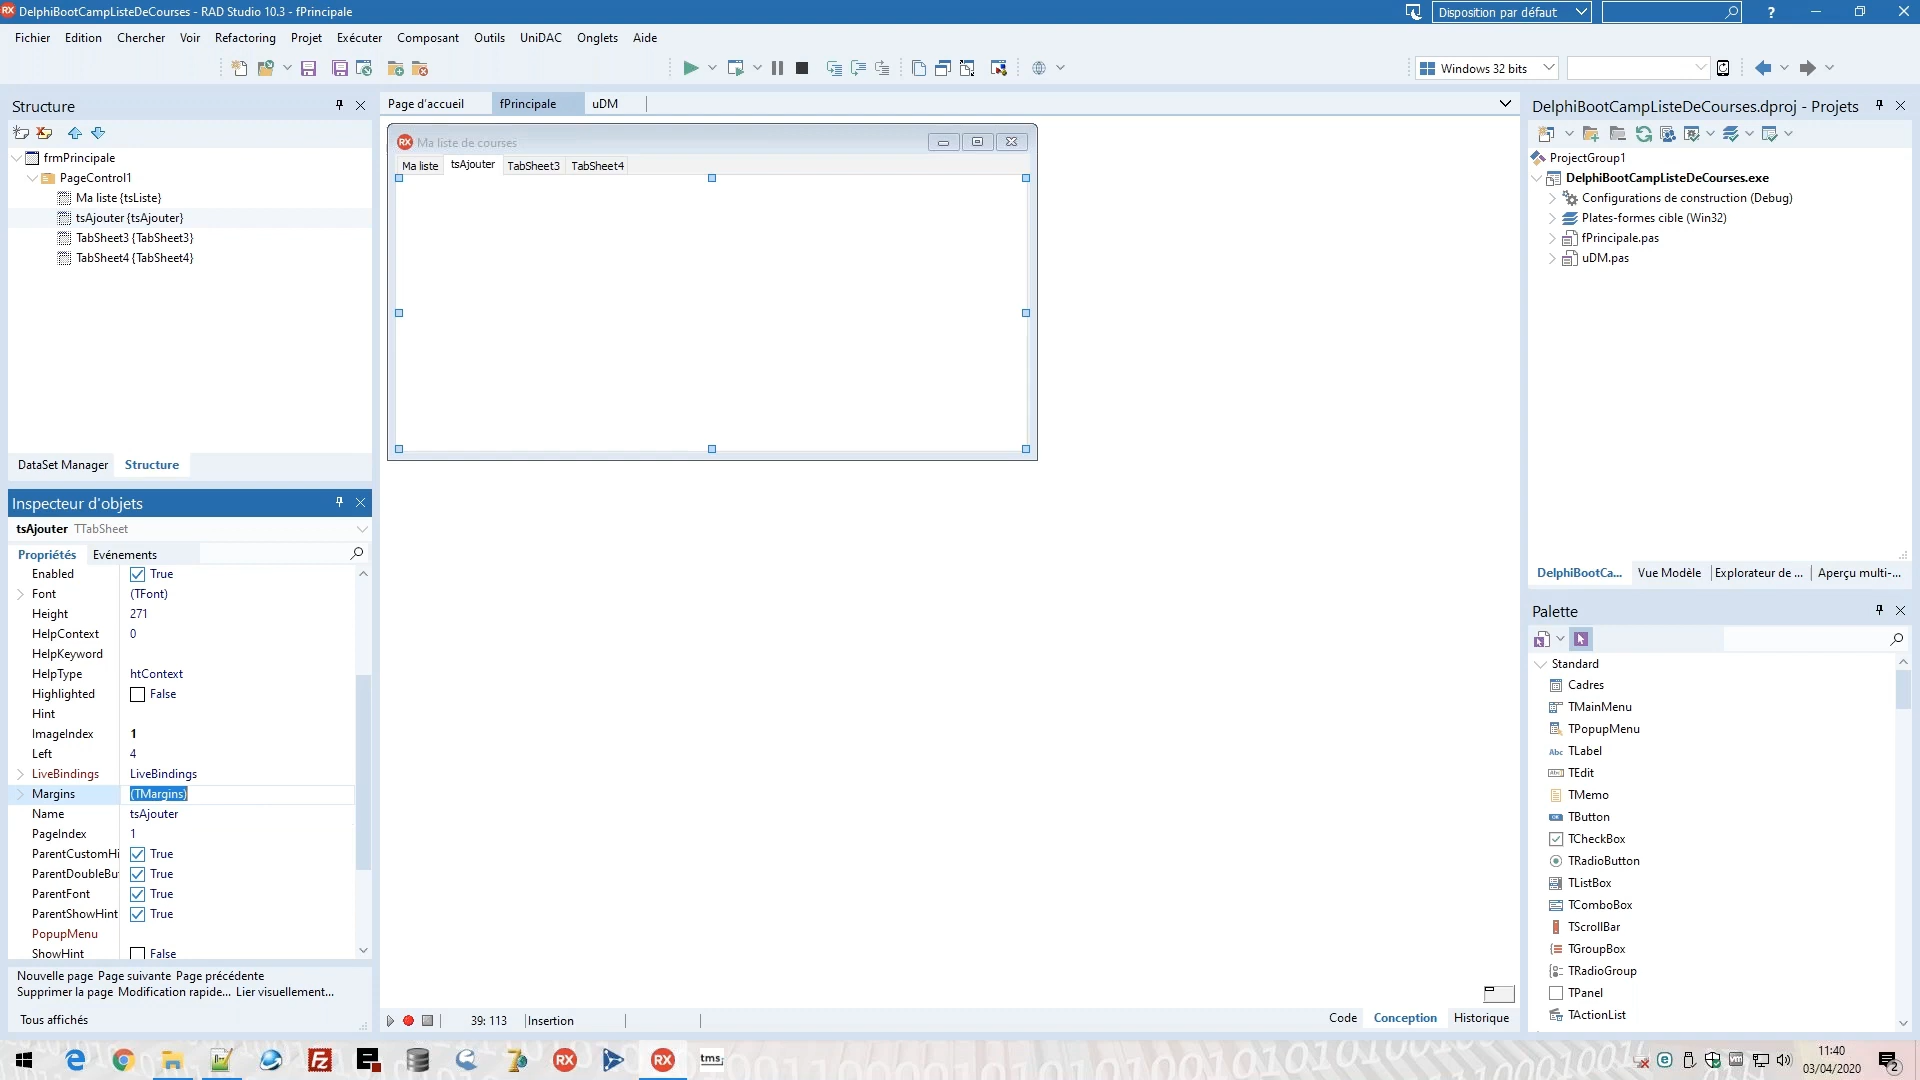 DelphiBootCampListeDeCourses - RAD Studio 10.3 - fPrincipale
Disposition par défaut
?
Fichier Edition Chercher Voir Refactoring Projet Exécuter Composant Outils UniDAC Onglets Aide
Windows 32 bits
Structure
frmPrincipale
PageControl1
Ma liste {tsListe}
tsAjouter {tsAjouter}
TabSheet3 {TabSheet3}
TabSheet4 {TabSheet4}
DataSet Manager Structure
Inspecteur d'objets
tsAjouter TTabSheet
Propriétés Evénements
Enabled True
Font (TFont)
Height 271
HelpContext 0
HelpKeyword
HelpType htContext
Highlighted False
Hint
ImageIndex 1
Left 4
LiveBindings LiveBindings
Margins (TMargins)
Name tsAjouter
PageIndex 1
ParentCustomHi True
ParentDoubleBu True
ParentFont True
ParentShowHint True
PopupMenu
ShowHint False
Nouvelle page Page suivante Page précédente
Supprimer la page Modification rapide... Lier visuellement...
Tous affichés
Page d'accueil fPrincipale uDM
RX Ma liste de courses
Ma liste tsAjouter TabSheet3 TabSheet4
39: 113 Insertion
Code Conception Historique
DelphiBootCampListeDeCourses.dproj - Projets
ProjectGroup1
DelphiBootCampListeDeCourses.exe
Configurations de construction (Debug)
Plates-formes cible (Win32)
fPrincipale.pas
uDM.pas
DelphiBootCa... Vue Modèle Explorateur de ... Aperçu multi-...
Palette
Standard
Cadres
TMainMenu
TPopupMenu
TLabel
TEdit
TMemo
TButton
TCheckBox
TRadioButton
TListBox
TComboBox
TScrollBar
TGroupBox
TRadioGroup
TPanel
TActionList
RX RX tms
11:40
03/04/2020
2